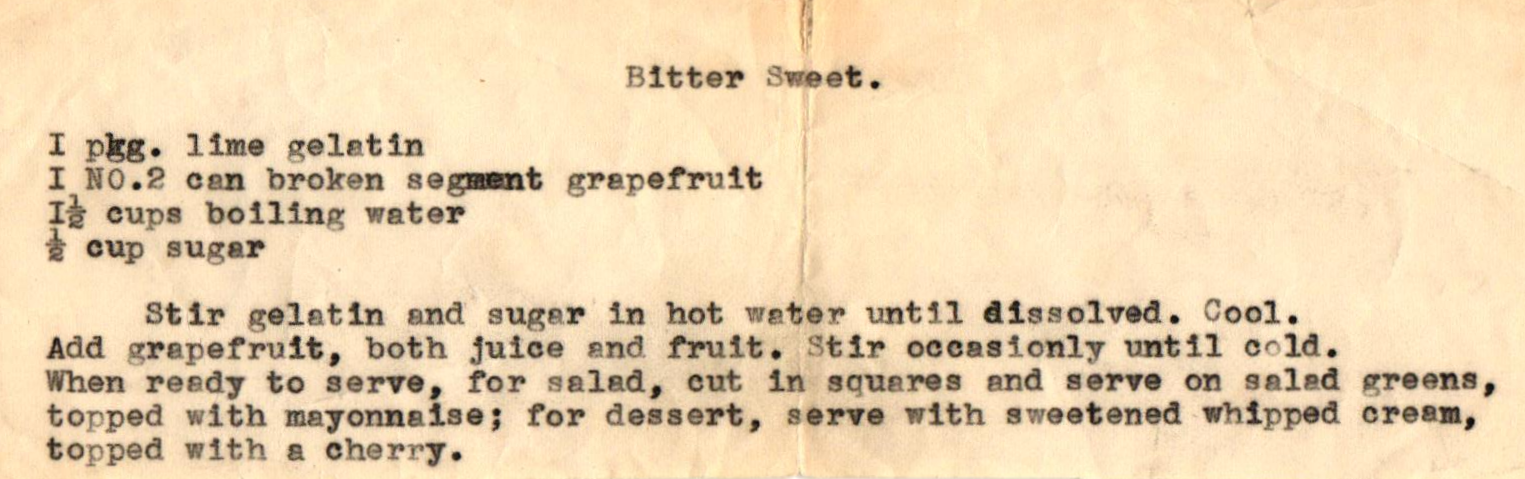 Bitter Sweet.
I pkg. lime gelatin
I NO.2 can broken segment grapefruit
I½ cups boiling water
½ cup sugar
Stir gelatin and sugar in hot water until dissolved. Cool.
Add grapefruit, both juice and fruit. Stir occasionly until cold.
When ready to serve, for salad, cut in squares and serve on salad greens,
topped with mayonnaise; for dessert, serve with sweetened whipped cream,
topped with a cherry.